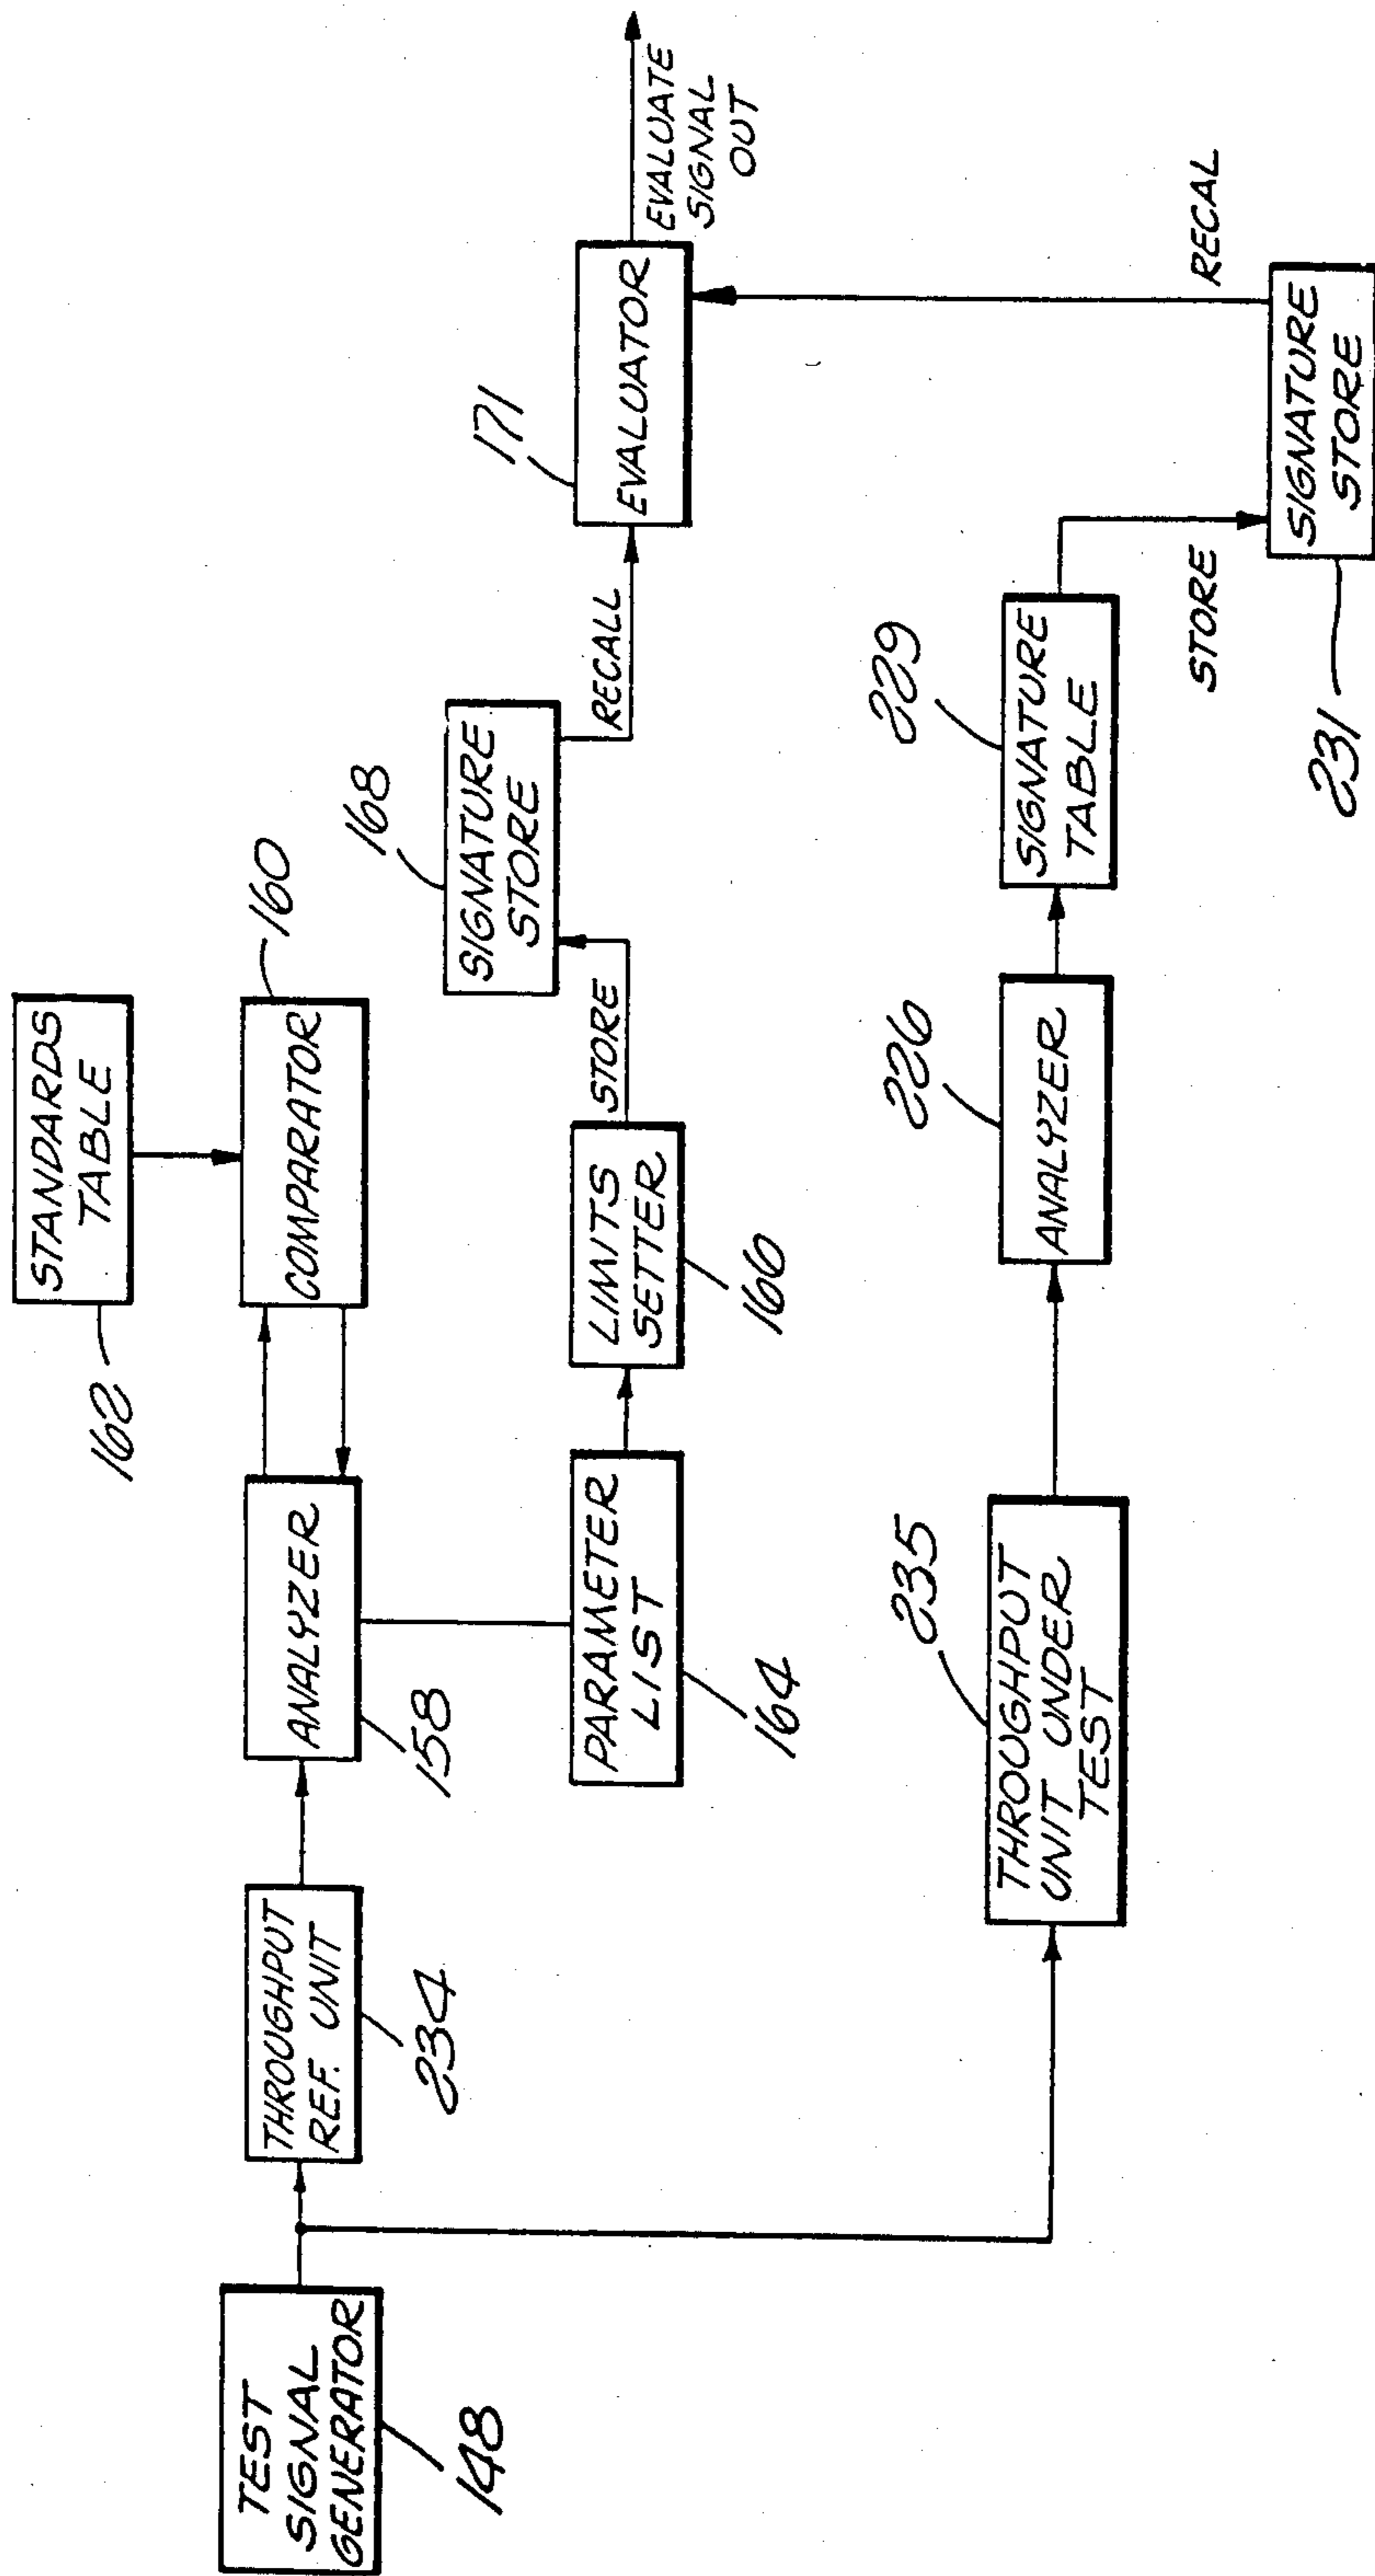 TEST
SIGNAL
GENERATOR
148
THROUGHPUT
REF. UNIT
234
ANALYZER
158
STANDARDS
TABLE
162
COMPARATOR
160
PARAMETER
LIST
164
LIMITS
SETTER
166
STORE
SIGNATURE
STORE
168
RECALL
EVALUATOR
171
EVALUATE
SIGNAL
OUT
THROUGHPUT
UNIT UNDER
TEST
235
ANALYZER
226
SIGNATURE
TABLE
229
STORE
SIGNATURE
STORE
231
RECAL